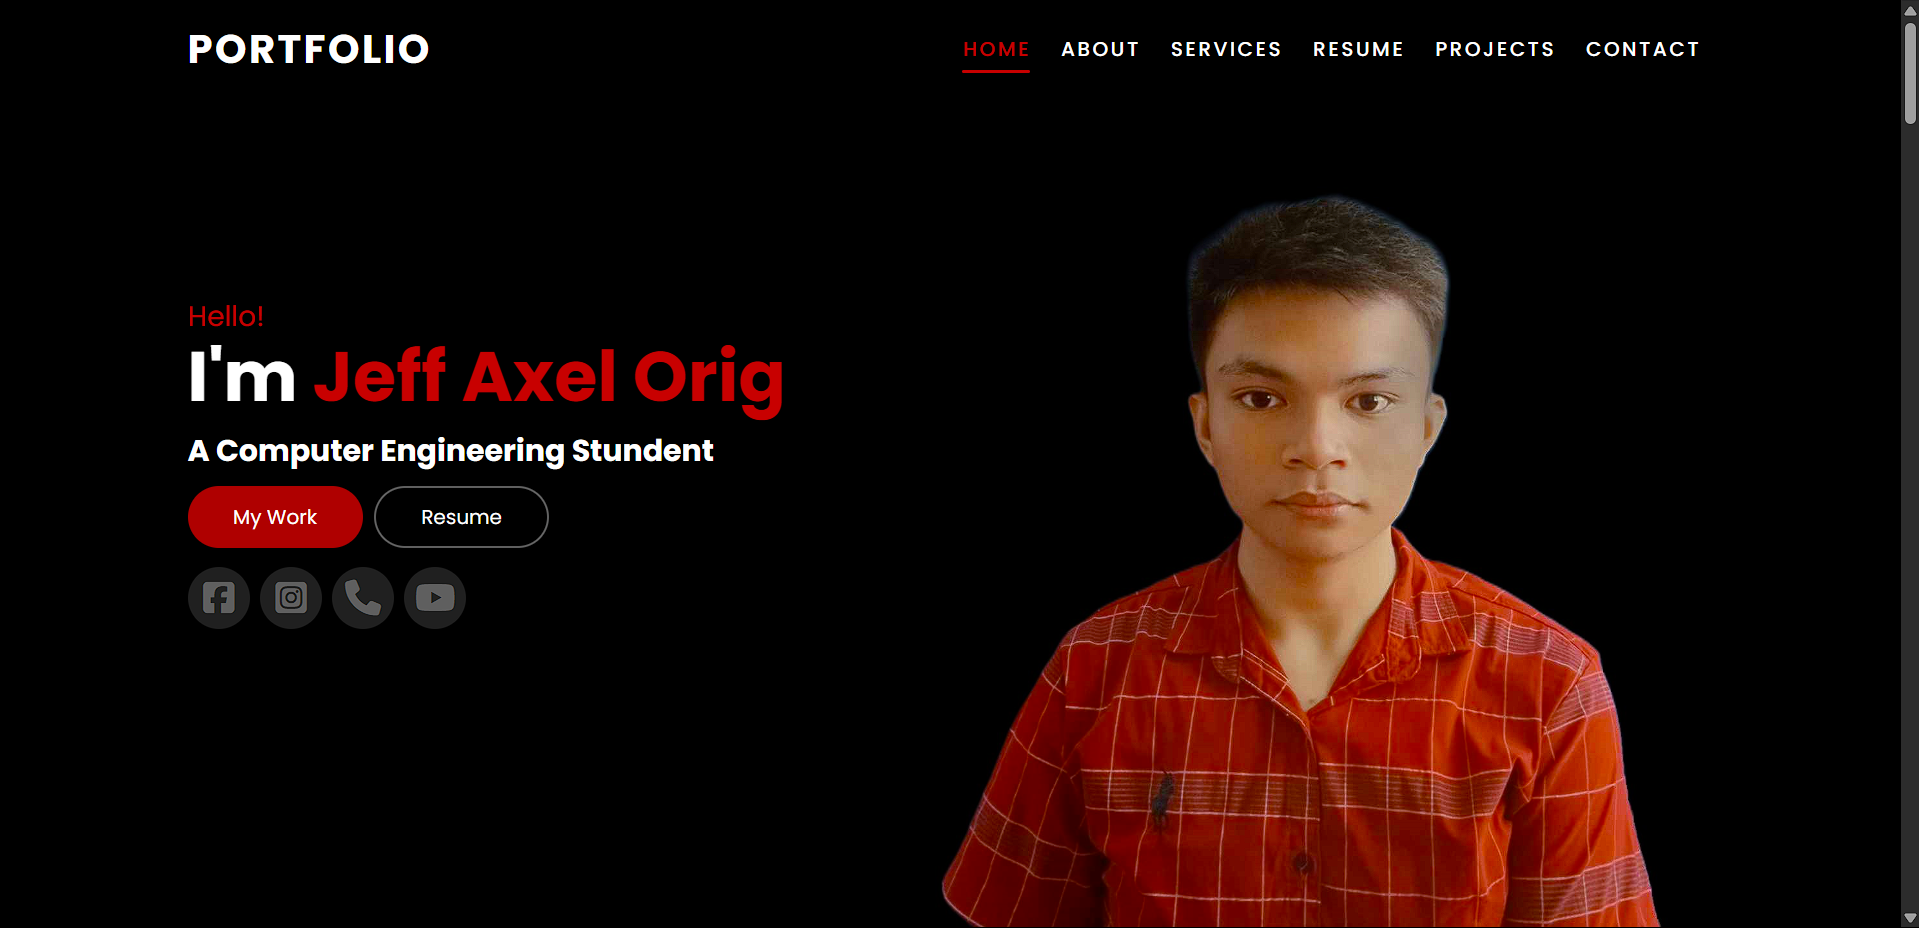 PORTFOLIO
HOME ABOUT SERVICES RESUME PROJECTS CONTACT
Hello!
I'm Jeff Axel Orig
A Computer Engineering Stundent
My Work Resume